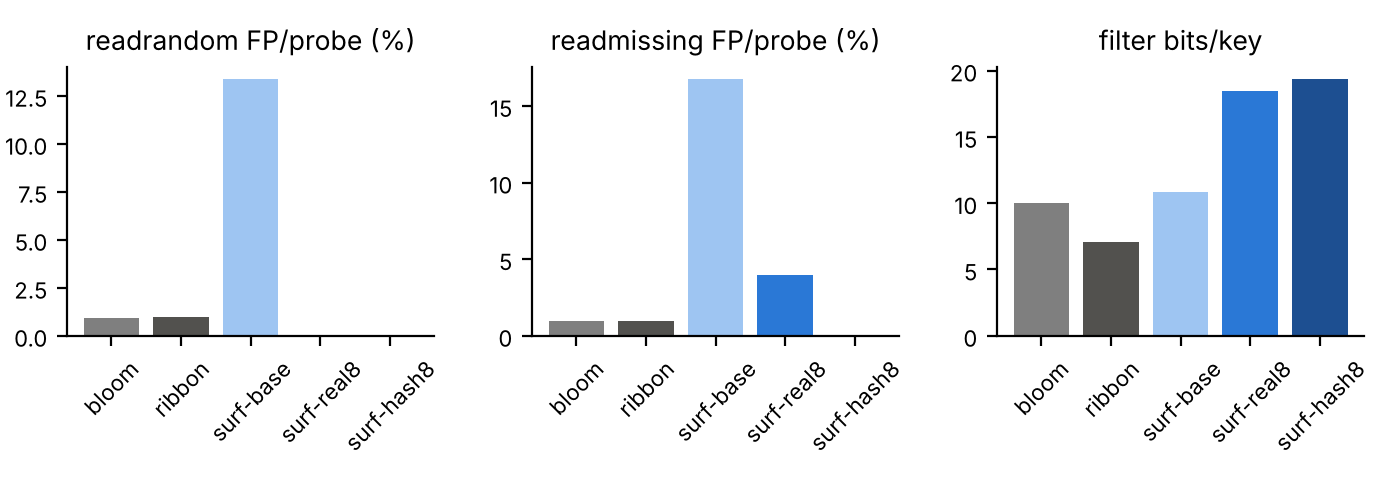 readrandom FP/probe (%)
12.5
10.0
7.5
5.0
2.5
0.0
bloom
ribbon
surf-base
surf-real8
surf-hash8
readmissing FP/probe (%)
15
10
5
0
bloom
ribbon
surf-base
surf-real8
surf-hash8
filter bits/key
20
15
10
5
0
bloom
ribbon
surf-base
surf-real8
surf-hash8